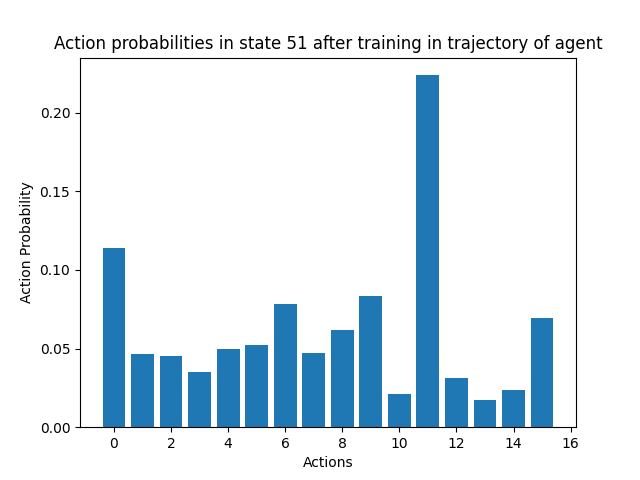 Action probabilities in state 51 after training in trajectory of agent
Action Probability
0.20
0.15
0.10
0.05
0.00
0 2 4 6 8 10 12 14 16
Actions